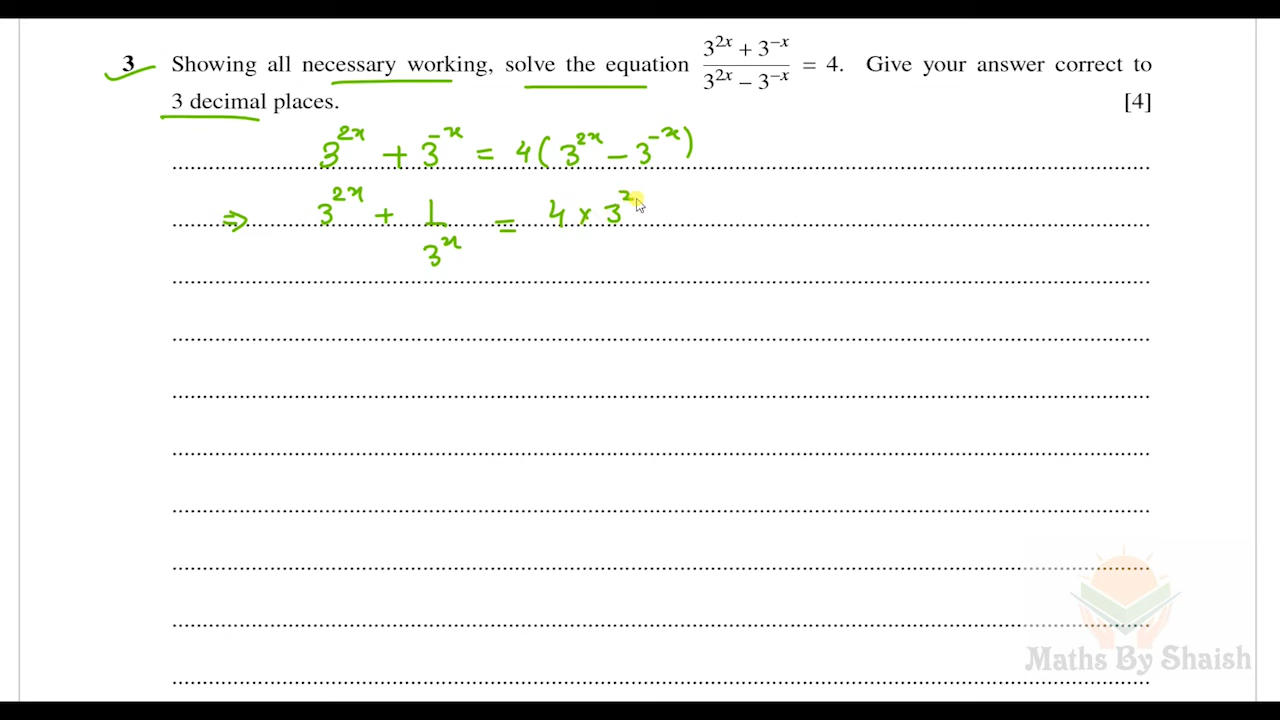 3 Showing all necessary working, solve the equation (3^{2x} + 3^{-x})/(3^{2x} − 3^{-x}) = 4. Give your answer correct to
3 decimal places. [4]
3^{2x} + 3^{-x} = 4(3^{2x} − 3^{-x})
⇒ 3^{2x} + 1/3^{x} = 4 × 3^{2
Maths By Shaish